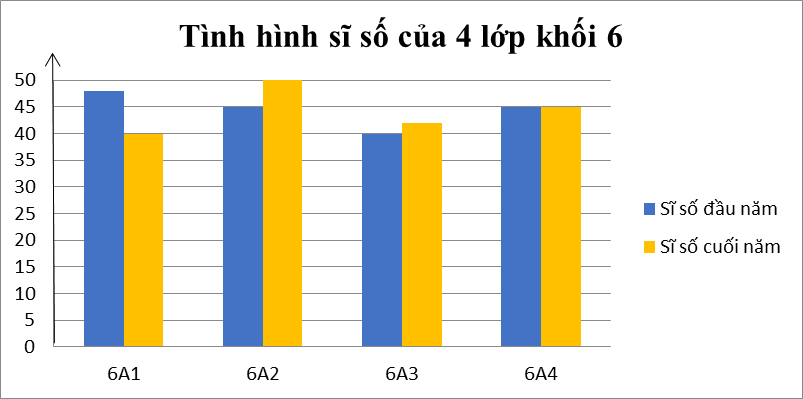 Tình hình sĩ số của 4 lớp khối 6
50
45
40
35
30
25
20
15
10
5
0
6A1 6A2 6A3 6A4
Sĩ số đầu năm
Sĩ số cuối năm